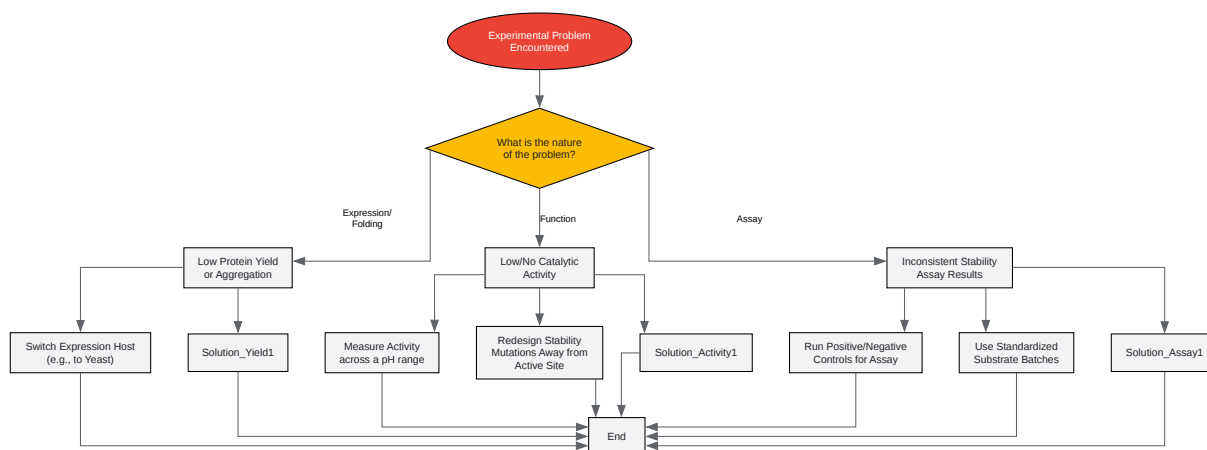 Experimental Problem
Encountered
What is the nature
of the problem?
Expression/
Folding
Function
Assay
Low Protein Yield
or Aggregation
Low/No Catalytic
Activity
Inconsistent Stability
Assay Results
Switch Expression Host
(e.g., to Yeast)
Solution_Yield1
Measure Activity
across a pH range
Redesign Stability
Mutations Away from
Active Site
Solution_Activity1
Run Positive/Negative
Controls for Assay
Use Standardized
Substrate Batches
Solution_Assay1
End